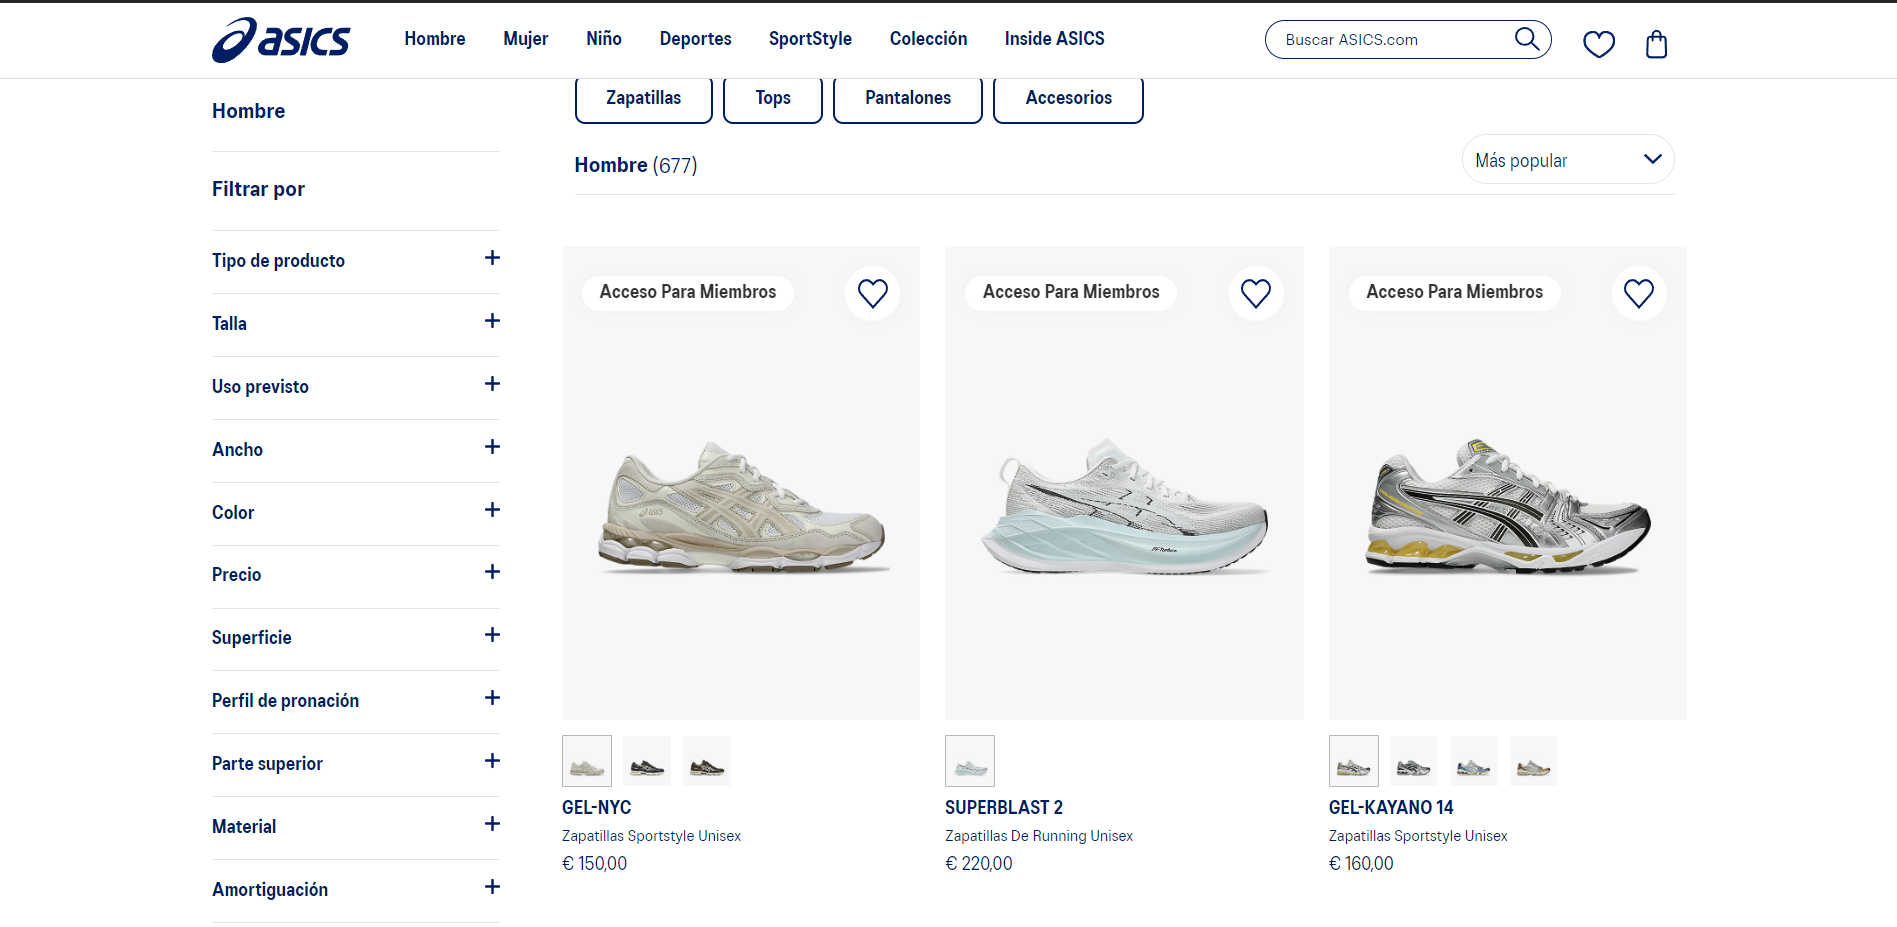 asics
Hombre Mujer Niño Deportes SportStyle Colección Inside ASICS
Buscar ASICS.com
Zapatillas Tops Pantalones Accesorios
Hombre
Hombre (677)
Más popular
Filtrar por
Tipo de producto
Talla
Uso previsto
Ancho
Color
Precio
Superficie
Perfil de pronación
Parte superior
Material
Amortiguación
Acceso Para Miembros
Acceso Para Miembros
Acceso Para Miembros
asics
FF Turbo+
GEL-NYC
Zapatillas Sportstyle Unisex
€ 150,00
SUPERBLAST 2
Zapatillas De Running Unisex
€ 220,00
GEL-KAYANO 14
Zapatillas Sportstyle Unisex
€ 160,00